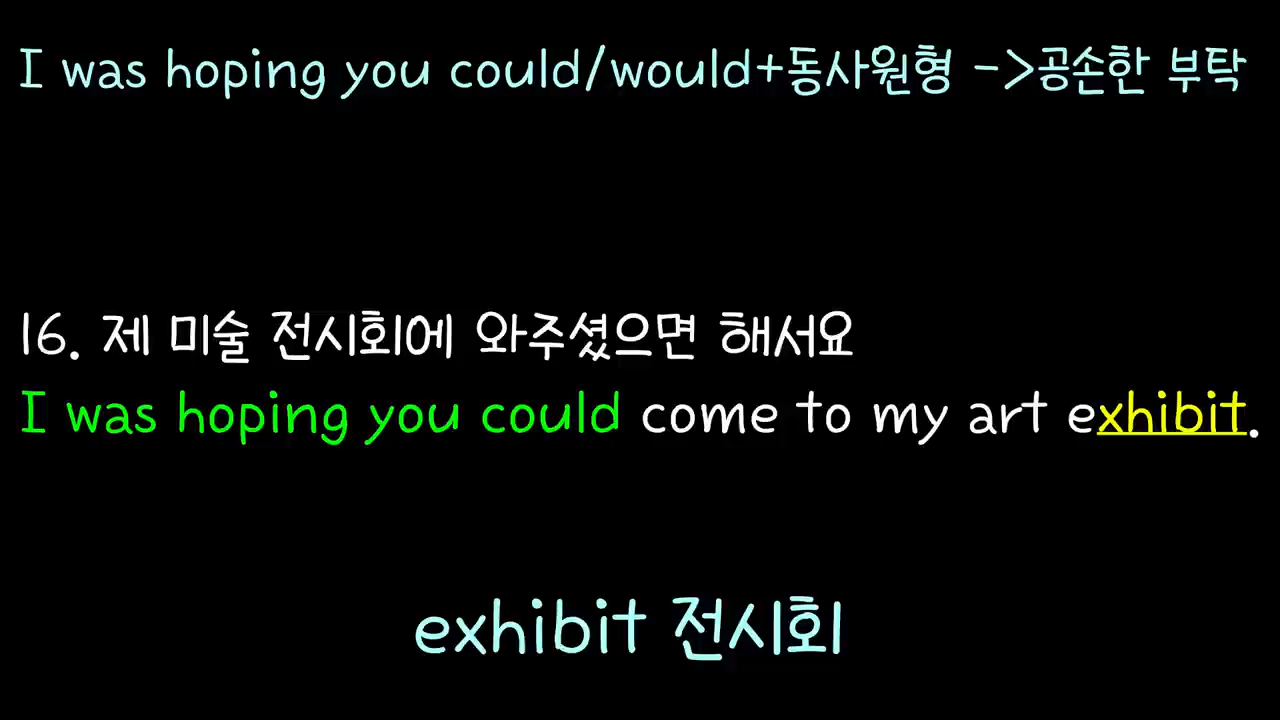 I was hoping you could/would+동사원형 ->공손한 부탁
16. 제 미술 전시회에 와주셨으면 해서요
I was hoping you could come to my art exhibit.
exhibit 전시회